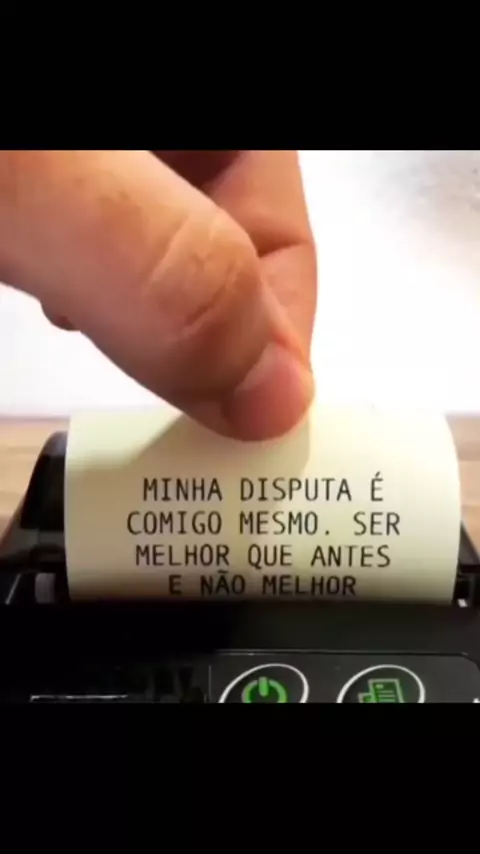 MINHA DISPUTA É
COMIGO MESMO. SER
MELHOR QUE ANTES
E NÃO MELHOR